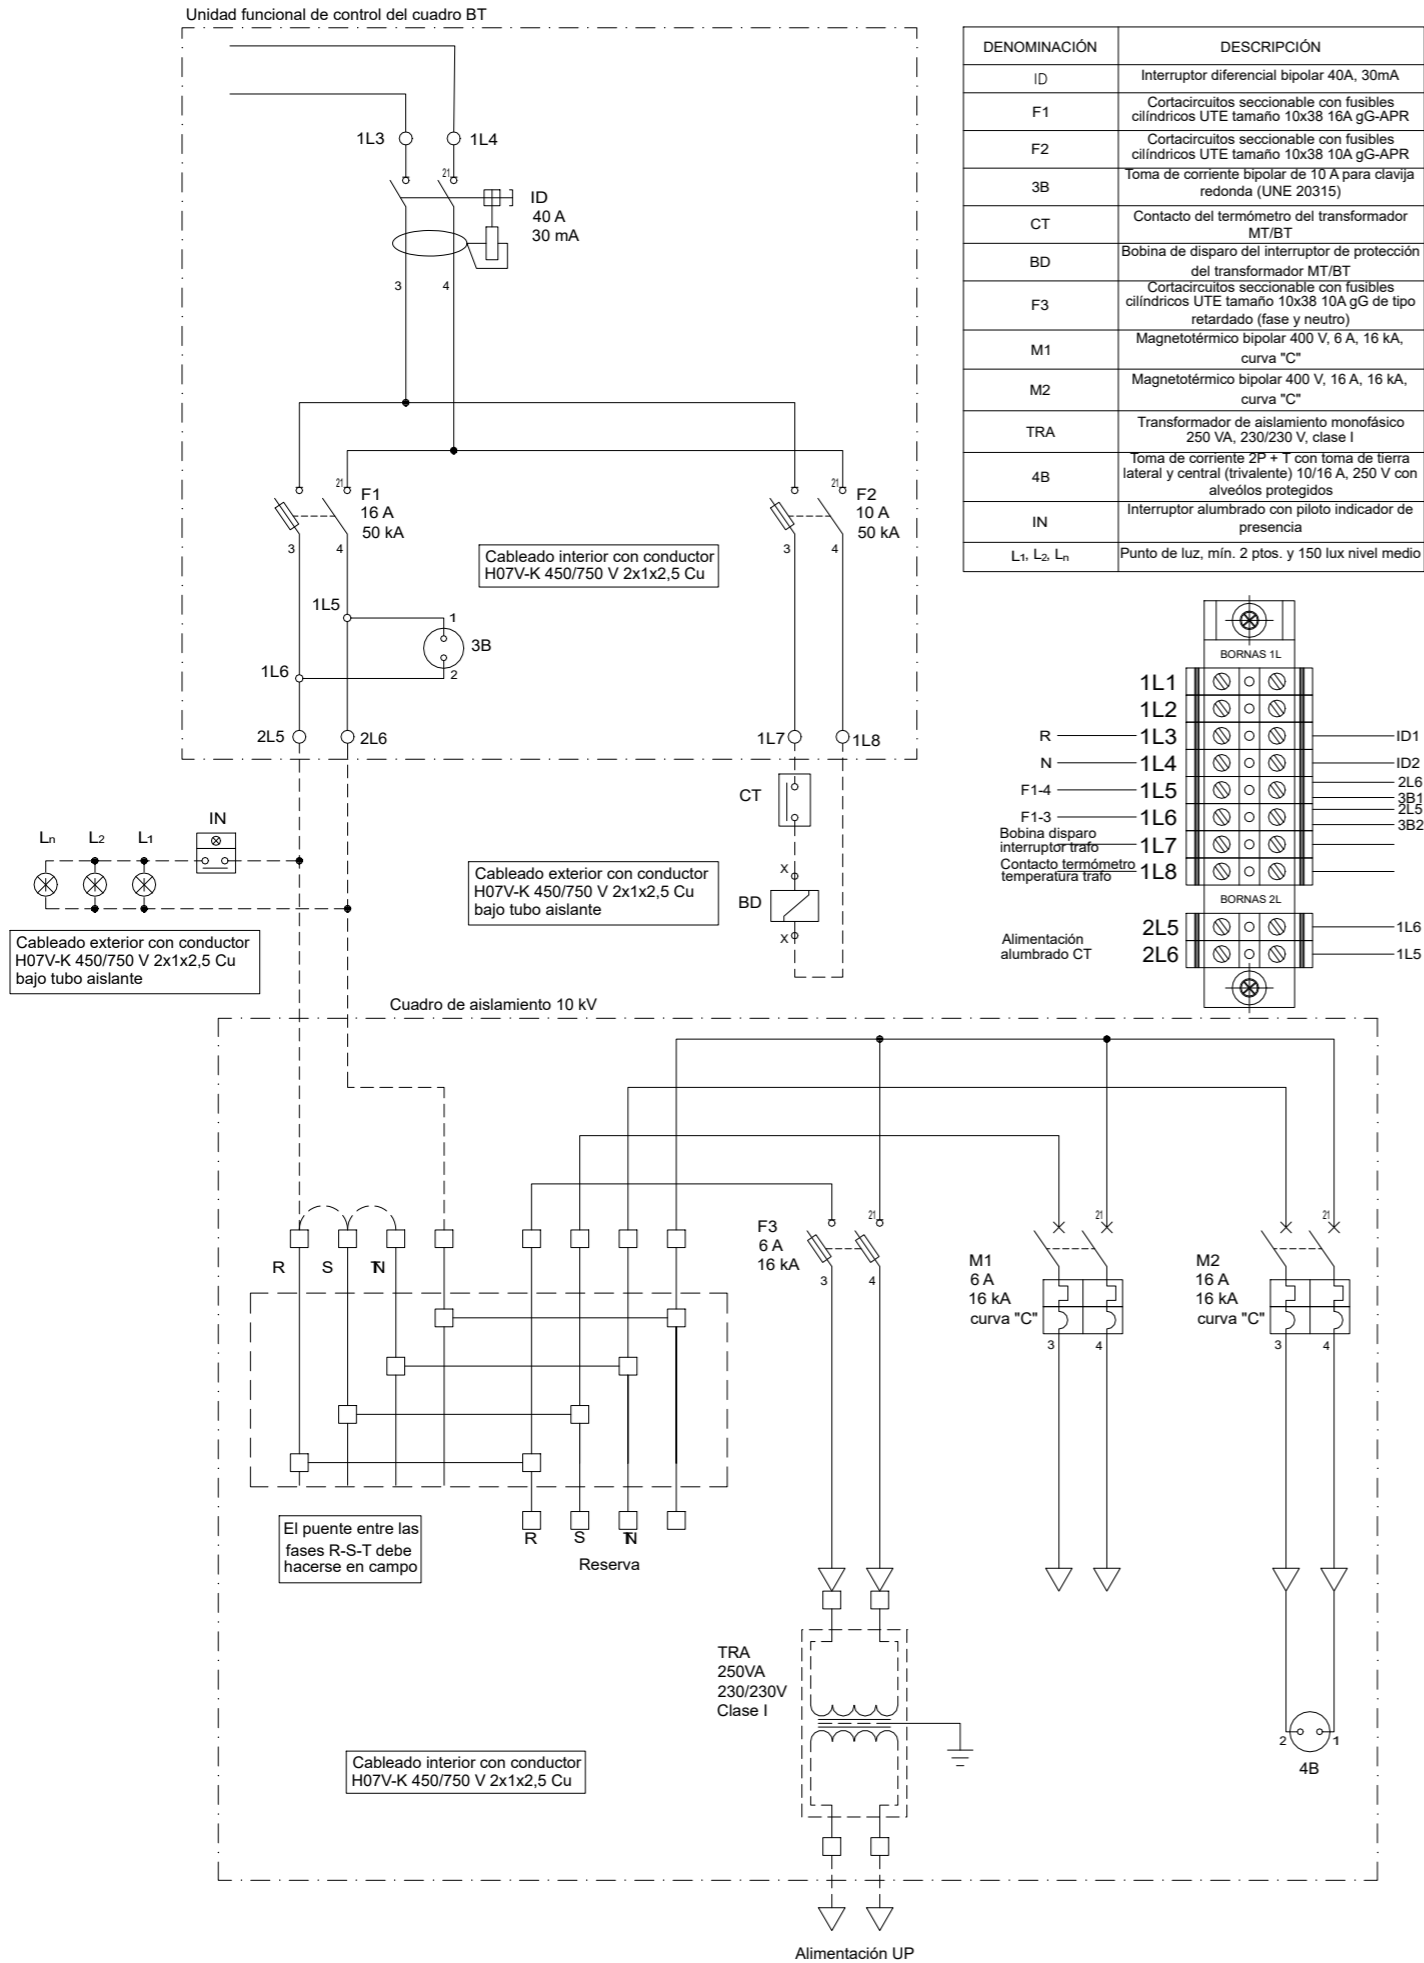 Unidad funcional de control del cuadro BT
1L3
1L4
21
ID
40 A
30 mA
3
4
21
F1
16 A
50 kA
3
4
21
F2
10 A
50 kA
3
4
Cableado interior con conductor
H07V-K 450/750 V 2x1x2,5 Cu
1L5
1
3B
1L6
2
2L5
2L6
1L7
1L8
CT
X
BD
X
IN
Ln
L2
L1
Cableado exterior con conductor
H07V-K 450/750 V 2x1x2,5 Cu
bajo tubo aislante
Cableado exterior con conductor
H07V-K 450/750 V 2x1x2,5 Cu
bajo tubo aislante
DENOMINACIÓN
DESCRIPCIÓN
ID
Interruptor diferencial bipolar 40A, 30mA
F1
Cortacircuitos seccionable con fusibles
cilíndricos UTE tamaño 10x38 16A gG-APR
F2
Cortacircuitos seccionable con fusibles
cilíndricos UTE tamaño 10x38 10A gG-APR
3B
Toma de corriente bipolar de 10 A para clavija
redonda (UNE 20315)
CT
Contacto del termómetro del transformador
MT/BT
BD
Bobina de disparo del interruptor de protección
del transformador MT/BT
F3
Cortacircuitos seccionable con fusibles
cilíndricos UTE tamaño 10x38 10A gG de tipo
retardado (fase y neutro)
M1
Magnetotérmico bipolar 400 V, 6 A, 16 kA,
curva "C"
M2
Magnetotérmico bipolar 400 V, 16 A, 16 kA,
curva "C"
TRA
Transformador de aislamiento monofásico
250 VA, 230/230 V, clase I
4B
Toma de corriente 2P + T con toma de tierra
lateral y central (trivalente) 10/16 A, 250 V con
alveólos protegidos
IN
Interruptor alumbrado con piloto indicador de
presencia
L1, L2, Ln
Punto de luz, mín. 2 ptos. y 150 lux nivel medio
BORNAS 1L
1L1
1L2
R
1L3
ID1
N
1L4
ID2
F1-4
1L5
2L6
3B1
F1-3
1L6
2L5
3B2
Bobina disparo
interruptor trafo
1L7
Contacto termómetro
temperatura trafo
1L8
BORNAS 2L
Alimentación
alumbrado CT
2L5
1L6
2L6
1L5
Cuadro de aislamiento 10 kV
R
S
T
N
F3
6 A
16 kA
21
3
4
M1
6 A
16 kA
curva "C"
21
3
4
M2
16 A
16 kA
curva "C"
21
3
4
El puente entre las
fases R-S-T debe
hacerse en campo
R
S
T
N
Reserva
TRA
250VA
230/230V
Clase I
2
1
4B
Cableado interior con conductor
H07V-K 450/750 V 2x1x2,5 Cu
Alimentación UP